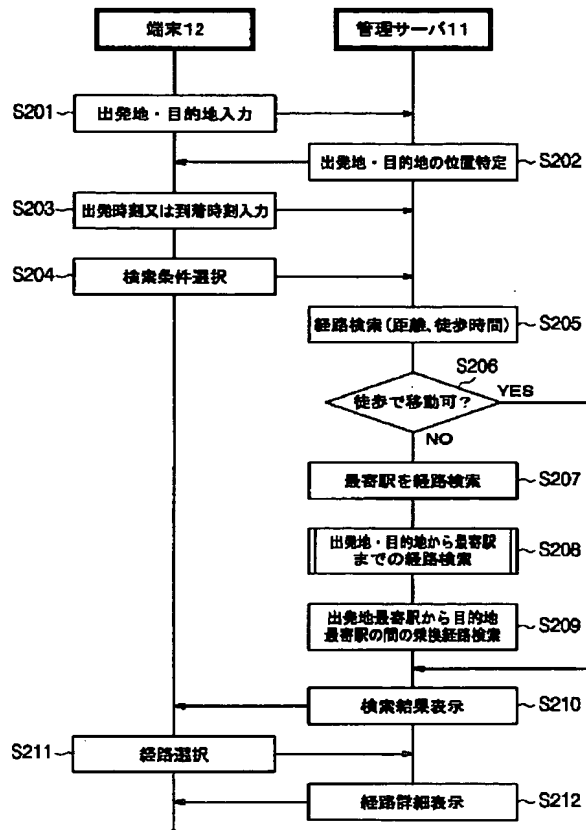 端末12
管理サーバ11
S201
出発地・目的地入力
出発地・目的地の位置特定
S202
S203
出発時刻又は到着時刻入力
S204
検索条件選択
経路検索(距離、徒歩時間)
S205
S206
徒歩で移動可?
YES
NO
最寄駅を経路検索
S207
出発地・目的地から最寄駅
までの経路検索
S208
出発地最寄駅から目的地
最寄駅の間の乗換経路検索
S209
検索結果表示
S210
S211
経路選択
経路詳細表示
S212